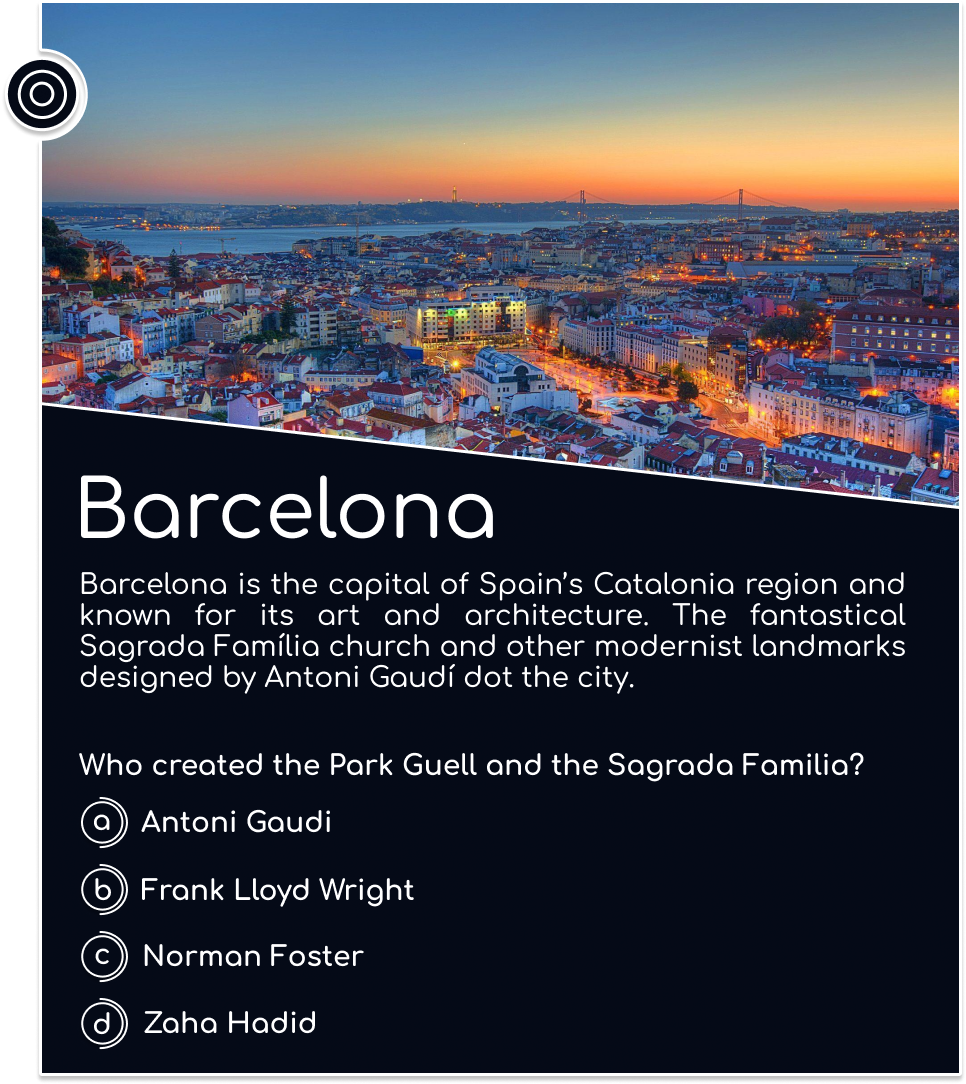 Barcelona
Barcelona is the capital of Spain’s Catalonia region and
known for its art and architecture. The fantastical
Sagrada Família church and other modernist landmarks
designed by Antoni Gaudí dot the city.
Who created the Park Guell and the Sagrada Familia?
a Antoni Gaudi
b Frank Lloyd Wright
c Norman Foster
d Zaha Hadid